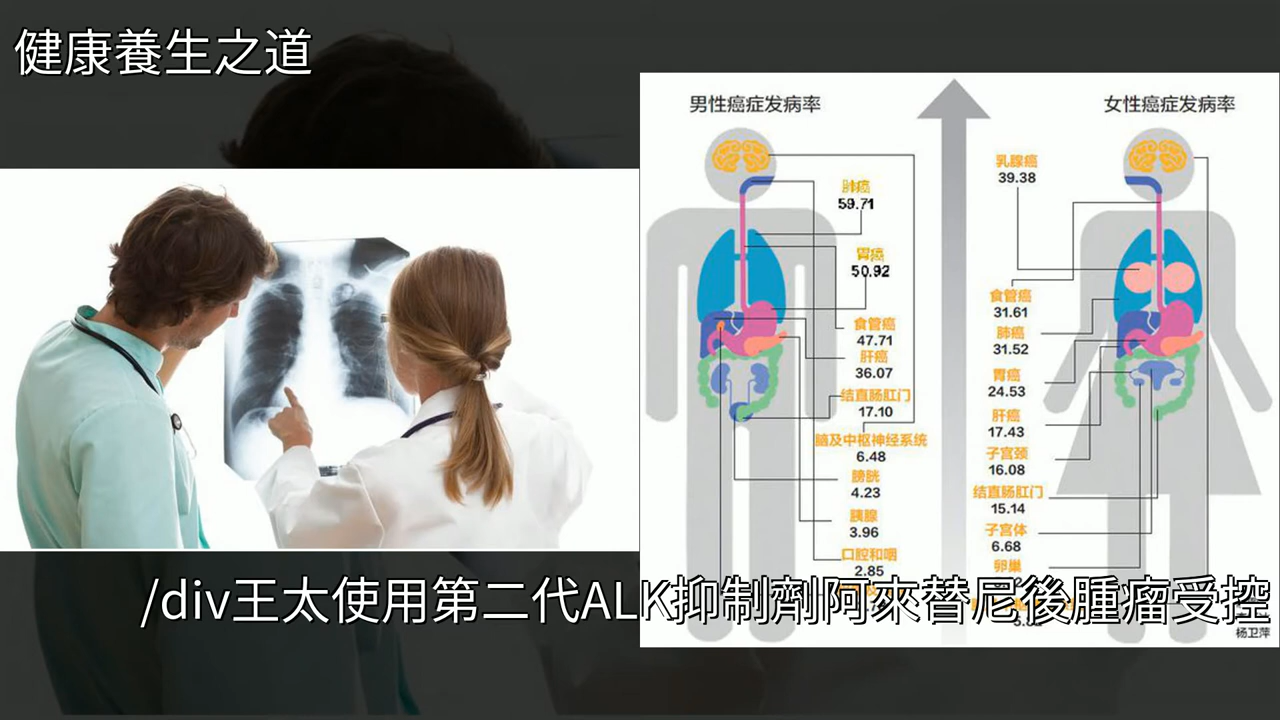 健康養生之道
男性癌症发病率
肺癌
59.71
胃癌
50.92
食管癌
47.71
肝癌
36.07
结直肠肛门
17.10
脑及中枢神经系统
6.48
膀胱
4.23
胰腺
3.96
口腔和咽
2.85
女性癌症发病率
乳腺癌
39.38
食管癌
31.61
肺癌
31.52
胃癌
24.53
肝癌
17.43
子宫颈
16.08
结直肠肛门
15.14
子宫体
6.68
卵巢
/div王太使用第二代ALK抑制劑阿來替尼後腫瘤受控
杨卫萍